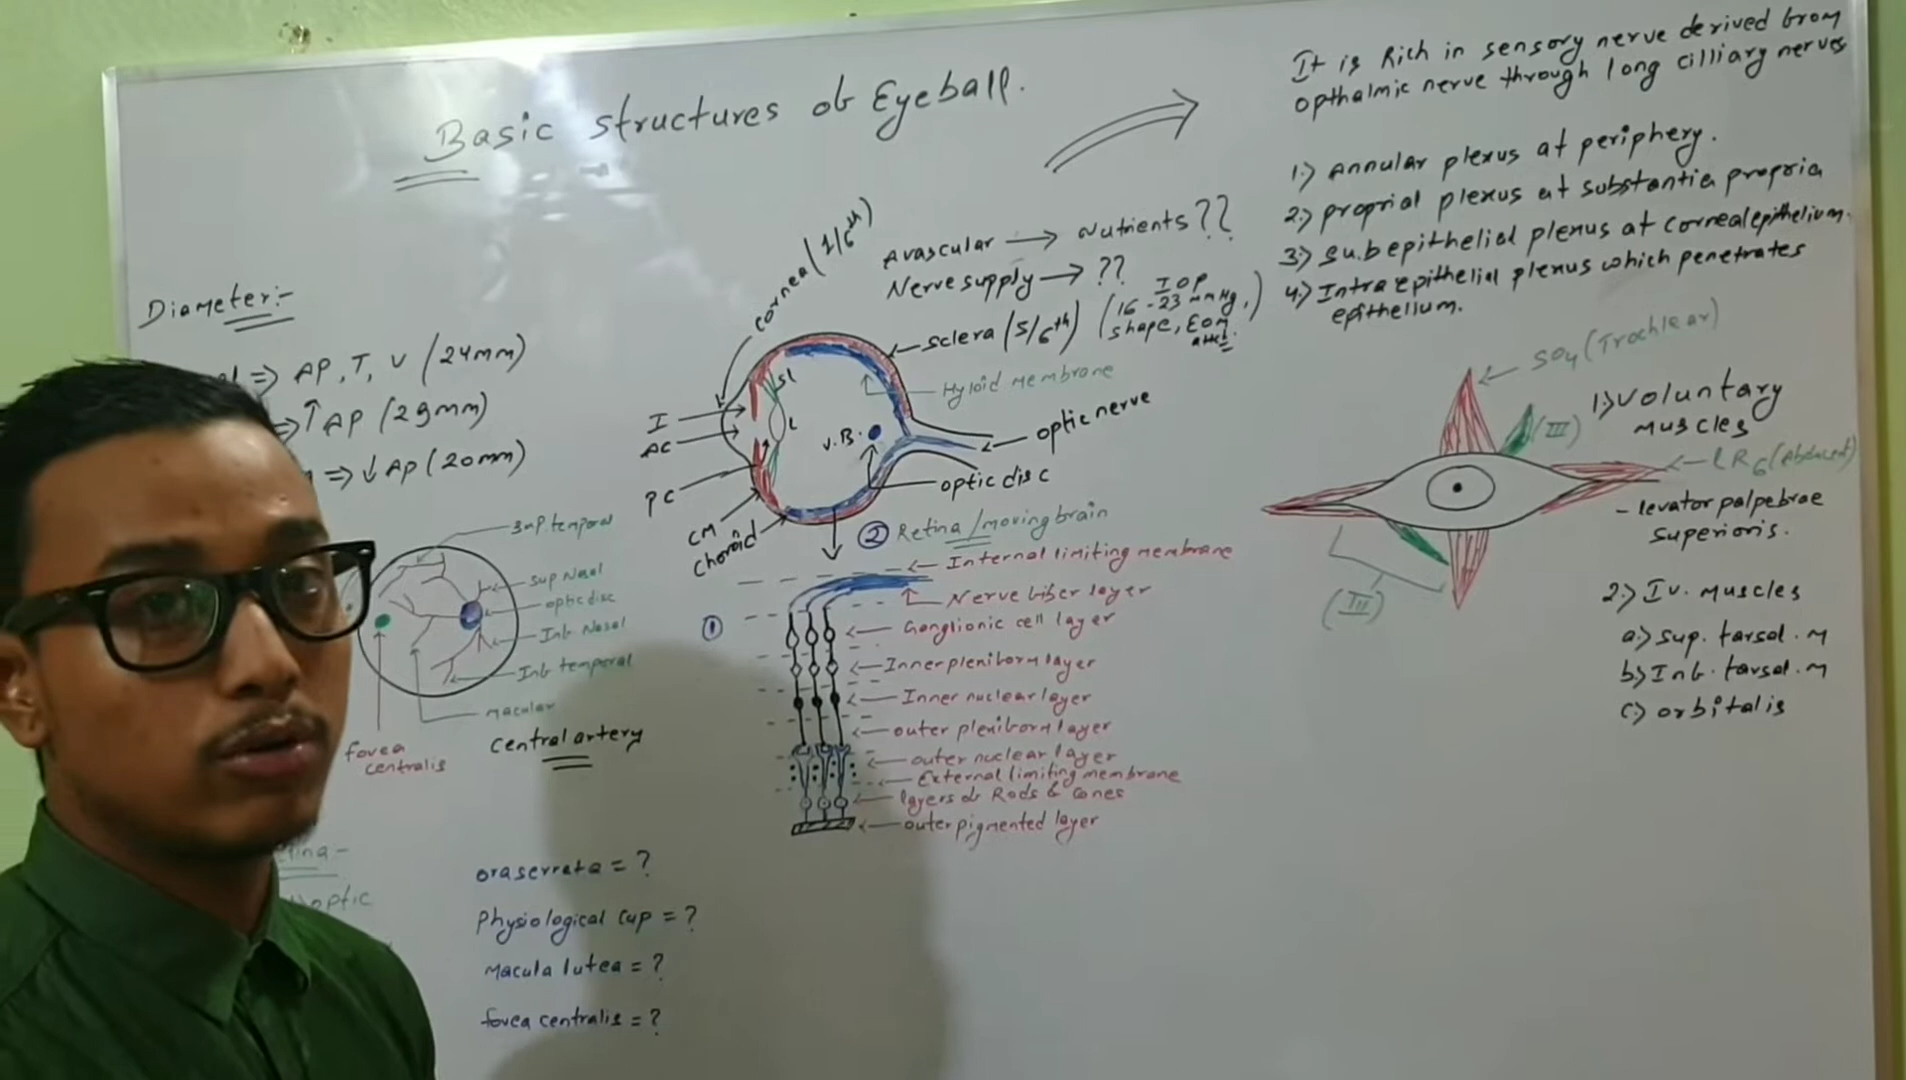 Basic structures of Eyeball.
It is Rich in sensory nerve derived from
opthalmic nerve through long cilliary nerves
1.) Annular plexus at periphery.
2.) proprial plexus at substantia propria
3.) subepithelial plexus at cornealepithelium.
4.) Intra epithelial plexus which penetrates
epithelium.
Diameter:-
=> AP, T, V (24mm)
=> ↑ AP (29mm)
=> ↓ AP (20mm)
cornea (1/6th)
Avascular → Nutrients ??
Nerve supply → ??
sclera (5/6th)
(IOP
16-23 mmHg,
shape, EOM
)
Hyloid membrane
optic nerve
optic disc
SL
L
V.B.
I
AC
PC
CM
choroid
② Retina/moving brain
①
Internal limiting membrane
Nerve fiber layer
Ganglionic cell layer
Inner plexiform layer
Inner nuclear layer
outer plexiform layer
outer nuclear layer
External limiting membrane
layers of Rods & cones
outer pigmented layer
sup. temporal
sup Nasal
optic disc
Inf. Nasal
Inf temporal
macular
fovea
centralis
central artery
optic
ora serrata = ?
Physiological cup = ?
Macula lutea = ?
fovea centralis = ?
SO4 (Trochlear)
(III)
LR6 (Abducent)
(III)
1.) voluntary
muscles
- levator palpebrae
superioris.
2.) Iv. muscles
a.) sup. tarsal. m
b.) Inf. tarsal. m
c.) orbitalis